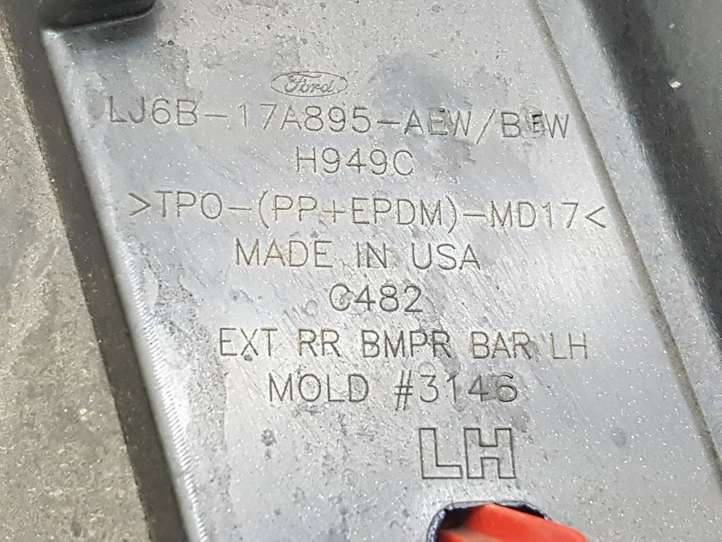 Ford
LJ6B-17A895-AEW/BEW
H949C
>TPO-(PP+EPDM)-MD17<
MADE IN USA
C482
EXT RR BMPR BAR LH
MOLD #3146
LH